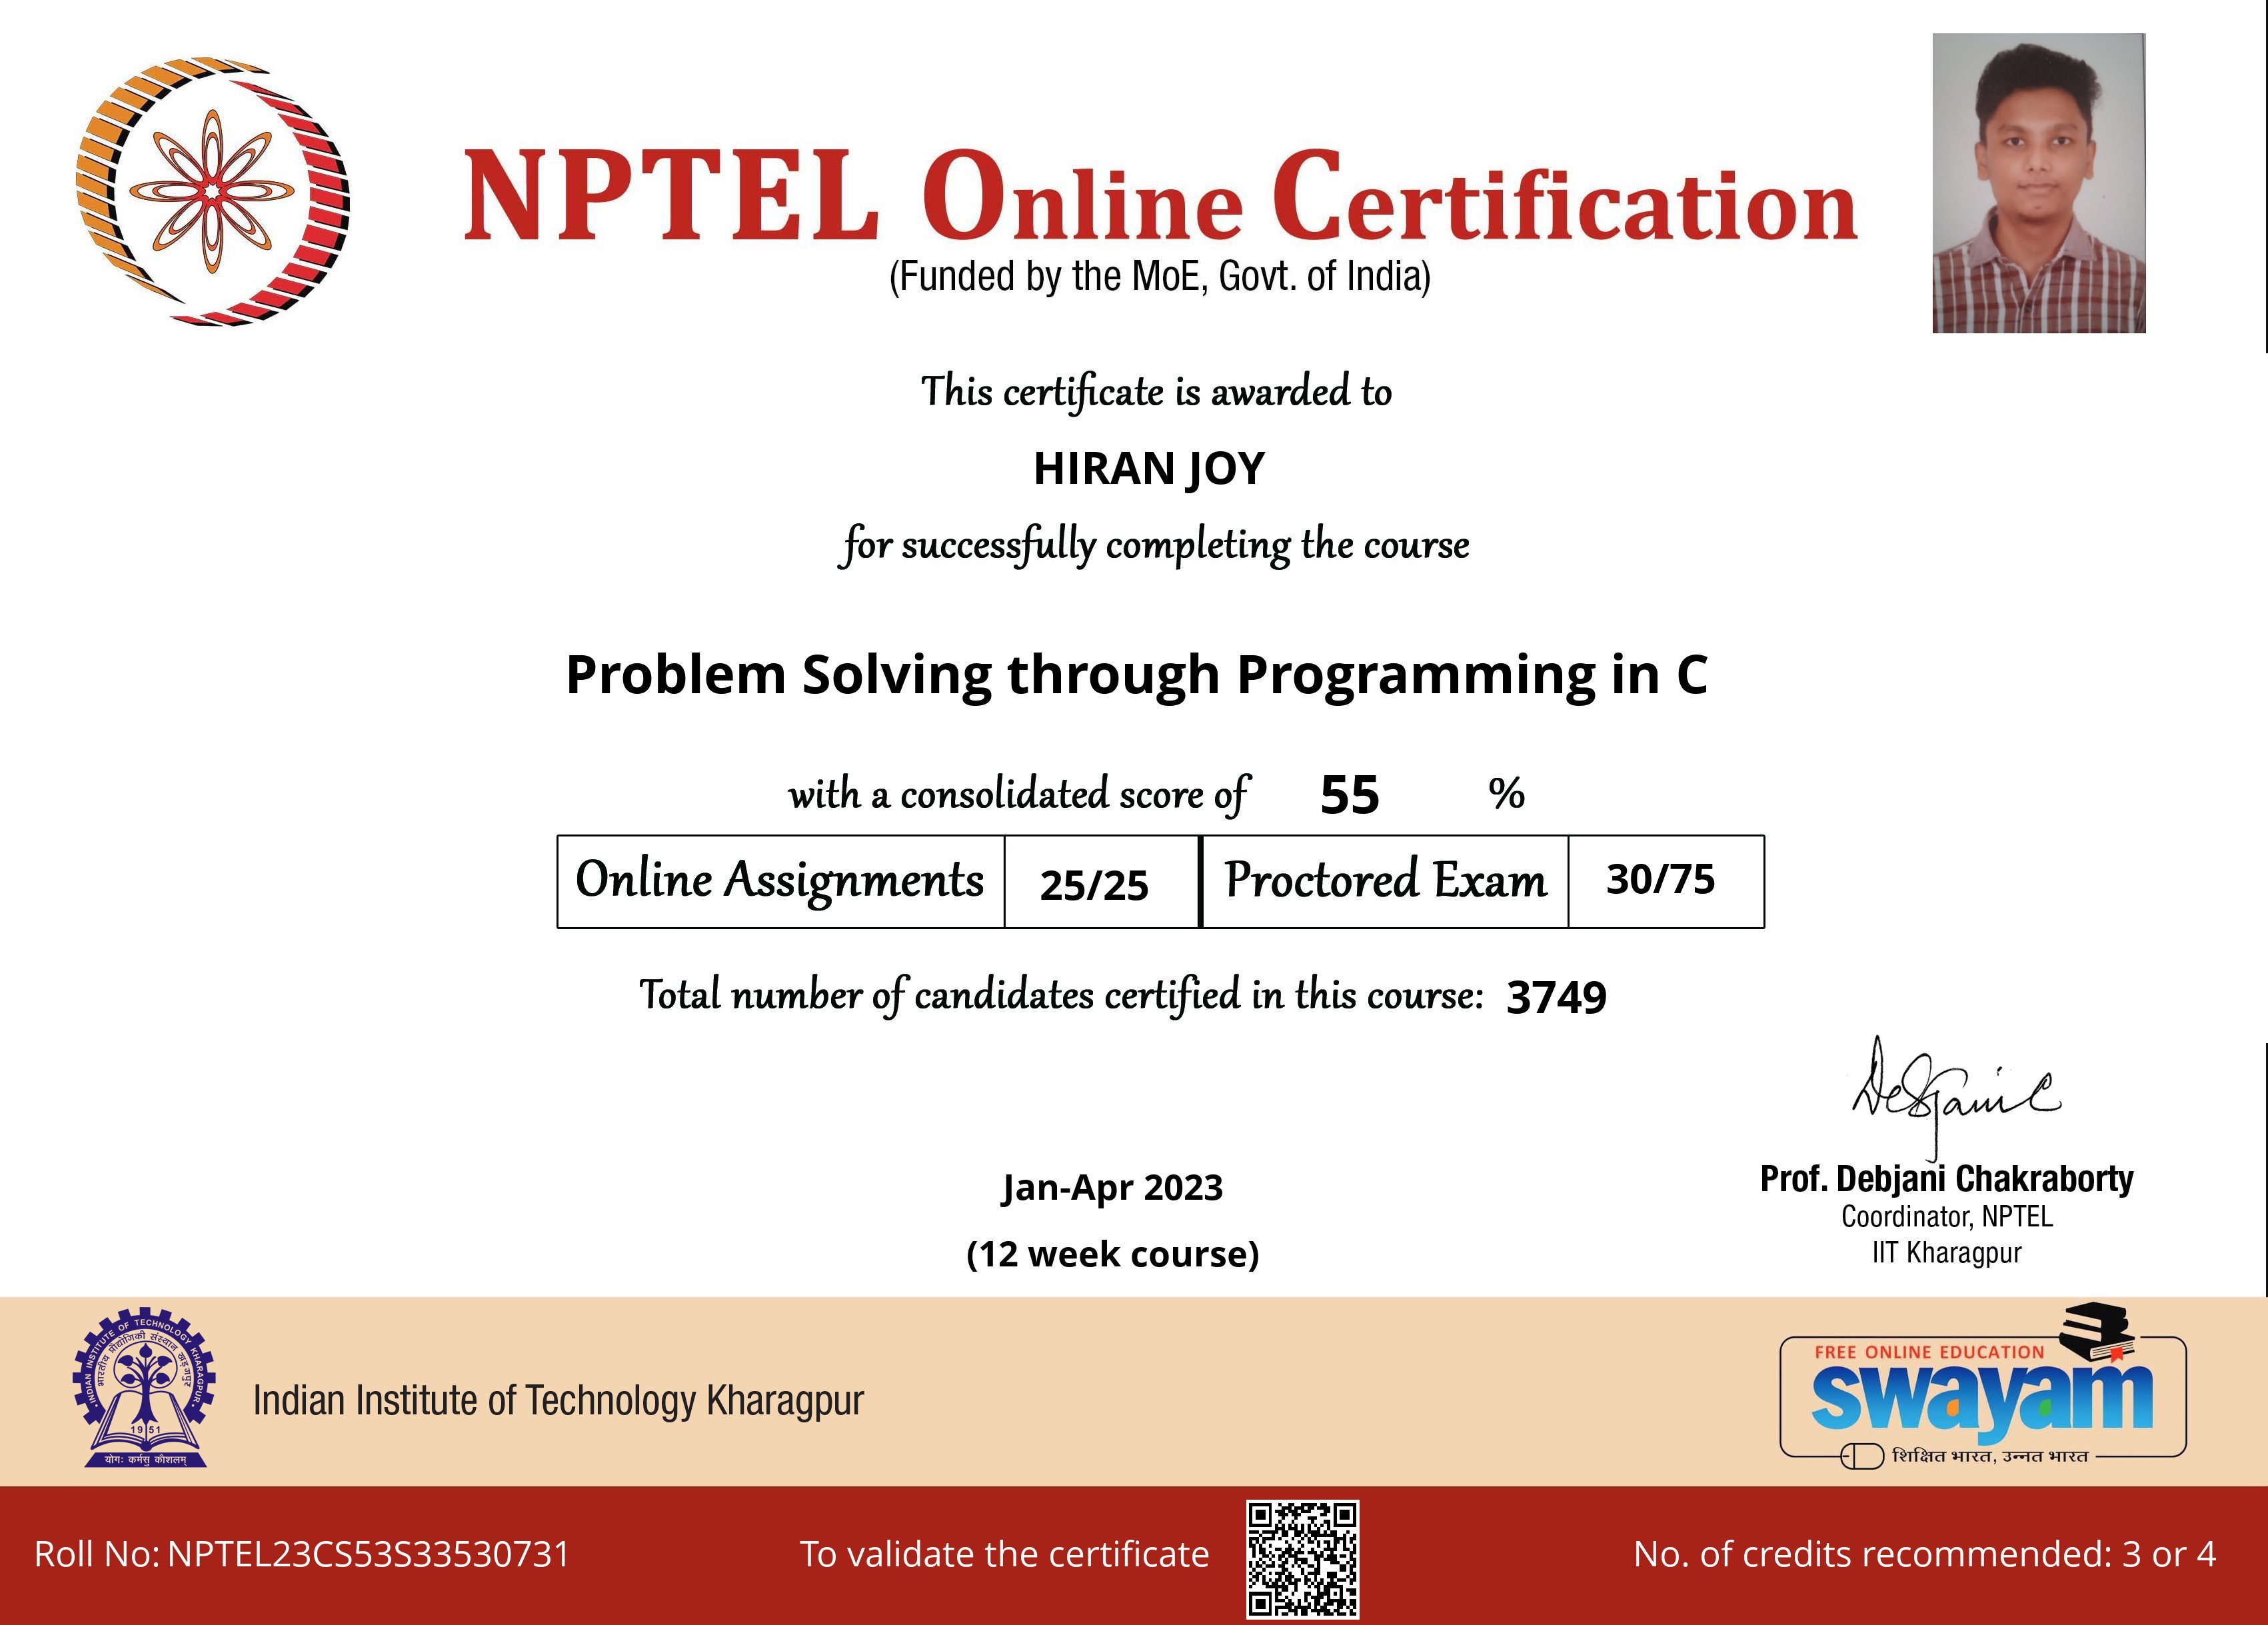 NPTEL Online Certification
(Funded by the MoE, Govt. of India)
This certificate is awarded to
HIRAN JOY
for successfully completing the course
Problem Solving through Programming in C
with a consolidated score of 55 %
Online Assignments 25/25 Proctored Exam 30/75
Total number of candidates certified in this course: 3749
Jan-Apr 2023
(12 week course)
Prof. Debjani Chakraborty
Coordinator, NPTEL
IIT Kharagpur
INDIAN INSTITUTE OF TECHNOLOGY KHARAGPUR
भारतीय प्रौद्योगिकी संस्थान खड़गपुर
1951
योगः कर्मसु कौशलम्
Indian Institute of Technology Kharagpur
FREE ONLINE EDUCATION
swayam
शिक्षित भारत, उन्नत भारत
Roll No: NPTEL23CS53S33530731
To validate the certificate
No. of credits recommended: 3 or 4